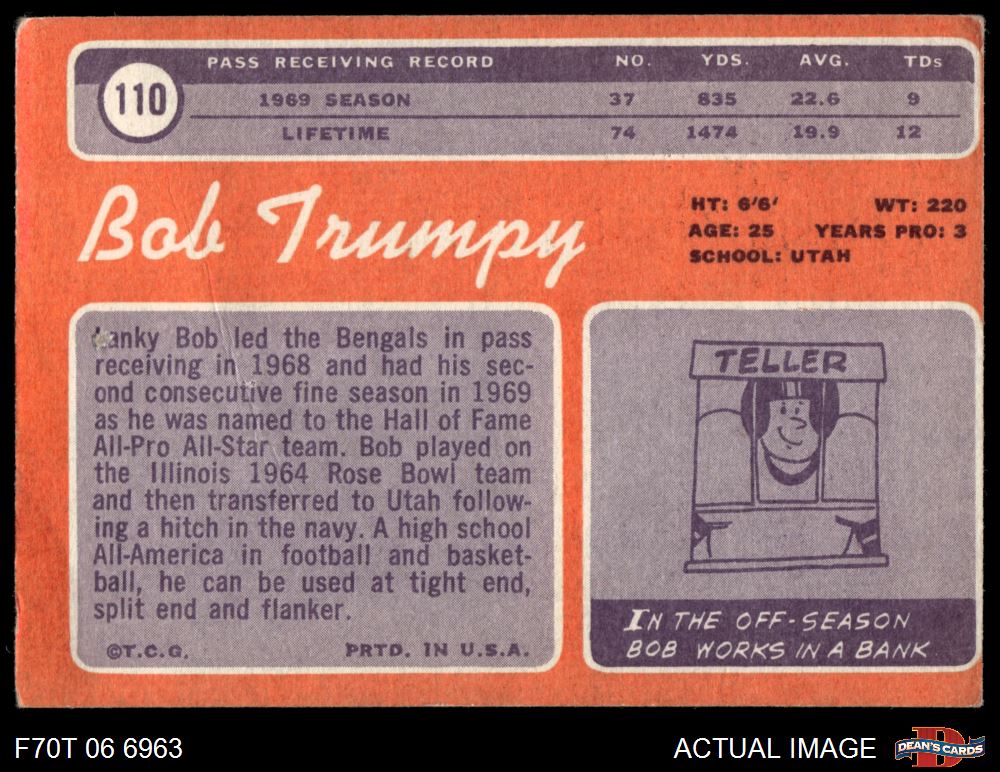 PASS RECEIVING RECORD NO. YDS. AVG. TDs
110
1969 SEASON 37 835 22.6 9
LIFETIME 74 1474 19.9 12
Bob Trumpy
HT: 6'6' WT: 220
AGE: 25 YEARS PRO: 3
SCHOOL: UTAH
Lanky Bob led the Bengals in pass
receiving in 1968 and had his sec-
ond consecutive fine season in 1969
as he was named to the Hall of Fame
All-Pro All-Star team. Bob played on
the Illinois 1964 Rose Bowl team
and then transferred to Utah follow-
ing a hitch in the navy. A high school
All-America in football and basket-
ball, he can be used at tight end,
split end and flanker.
©T.C.G. PRTD. IN U.S.A.
TELLER
IN THE OFF-SEASON
BOB WORKS IN A BANK
F70T 06 6963
ACTUAL IMAGE
D
DEAN'S CARDS